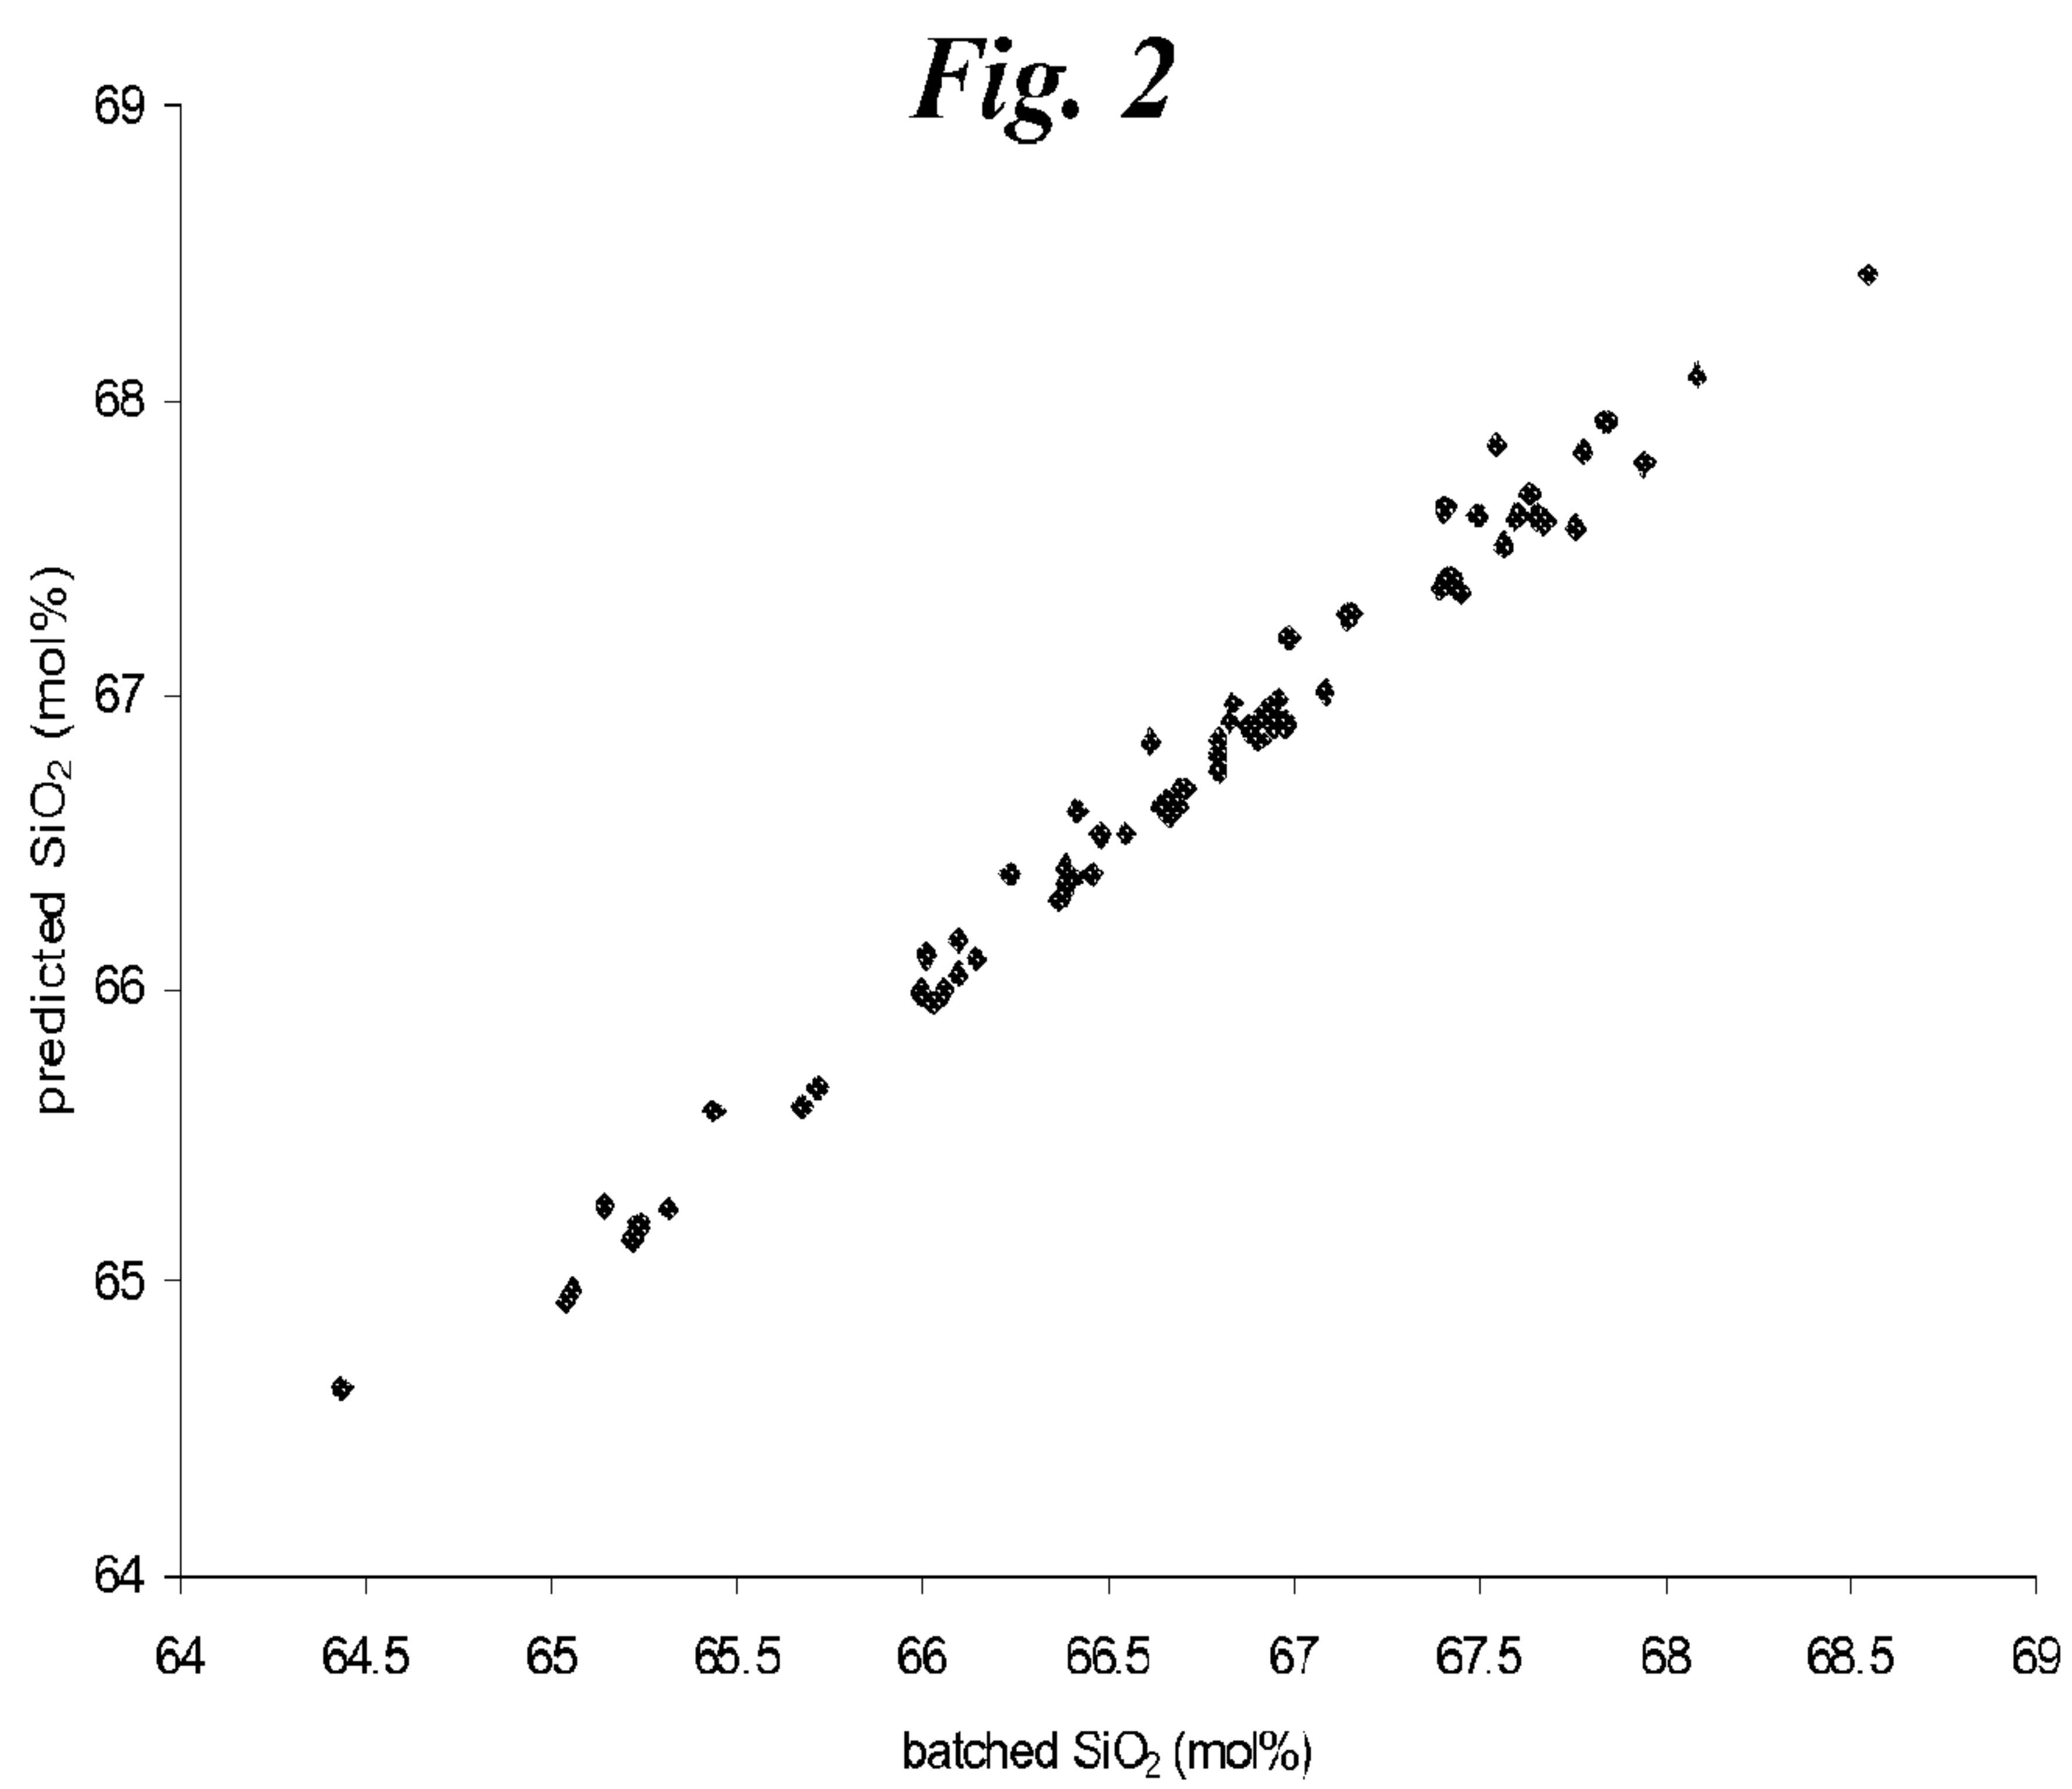 Fig. 2
69
68
67
66
65
64
predicted SiO₂ (mol%)
64 64.5 65 65.5 66 66.5 67 67.5 68 68.5 69
batched SiO₂ (mol%)